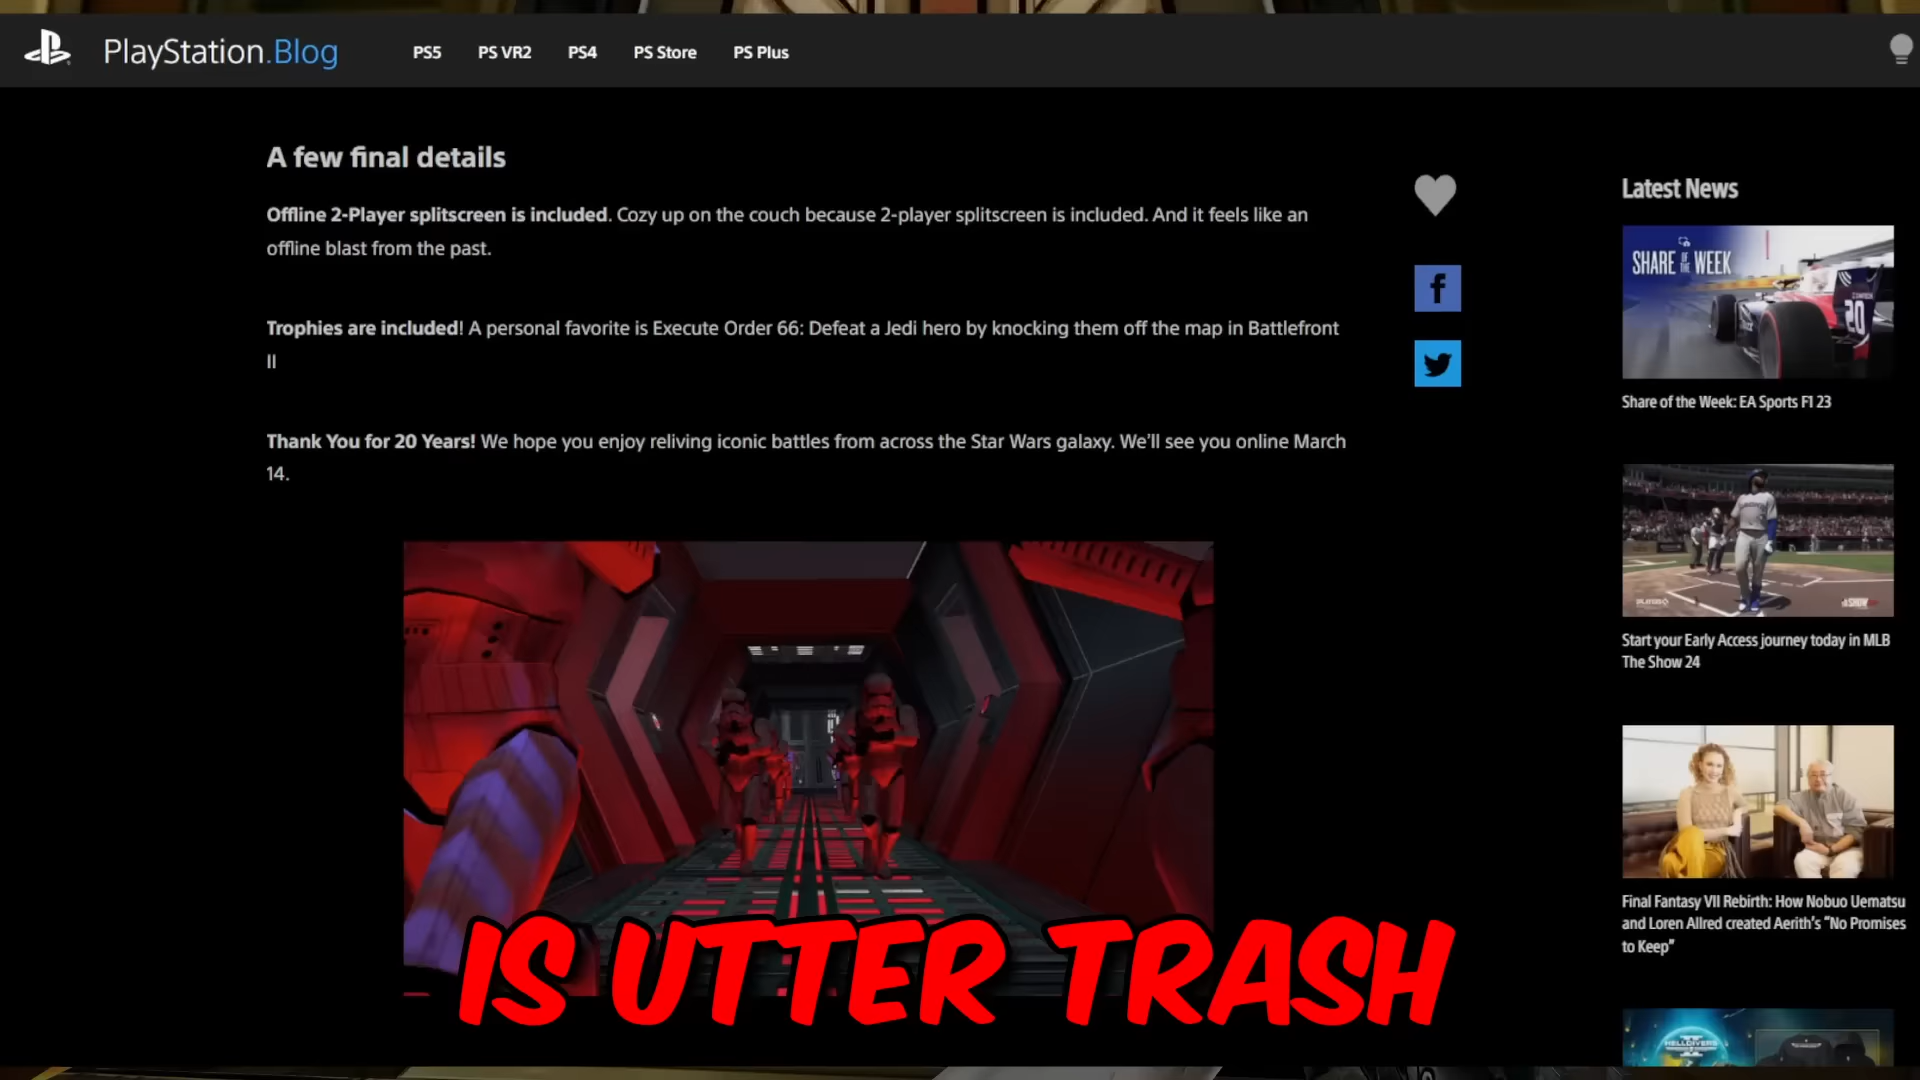 PlayStation.Blog
PS5 PS VR2 PS4 PS Store PS Plus
A few final details
Offline 2-Player splitscreen is included. Cozy up on the couch because 2-player splitscreen is included. And it feels like an
offline blast from the past.
Trophies are included! A personal favorite is Execute Order 66: Defeat a Jedi hero by knocking them off the map in Battlefront
II
Thank You for 20 Years! We hope you enjoy reliving iconic battles from across the Star Wars galaxy. We'll see you online March
14.
IS UTTER TRASH
Latest News
SHARE OF THE WEEK
20
Share of the Week: EA Sports F1 23
Start your Early Access journey today in MLB
The Show 24
Final Fantasy VII Rebirth: How Nobuo Uematsu
and Loren Allred created Aerith's “No Promises
to Keep”
HELLDIVERS